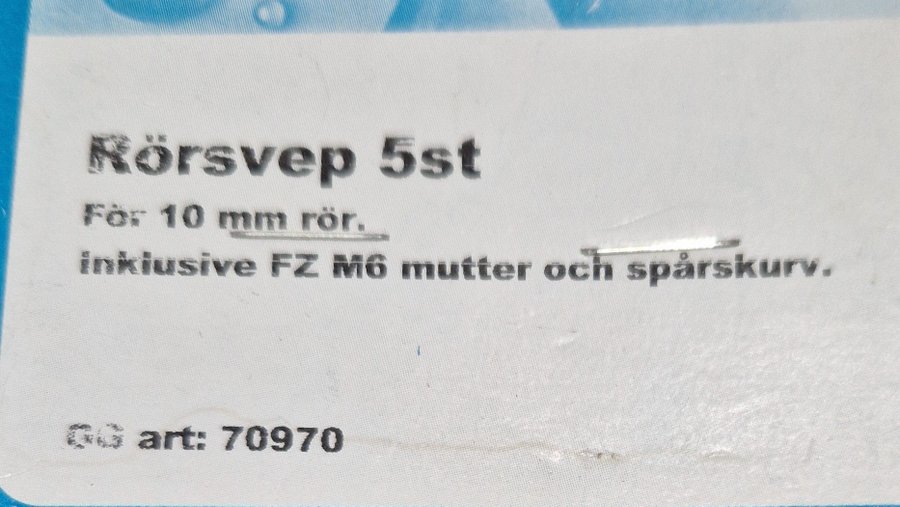 Rörsvep 5st
För 10 mm rör.
inklusive FZ M6 mutter och spårskurv.
GG art: 70970